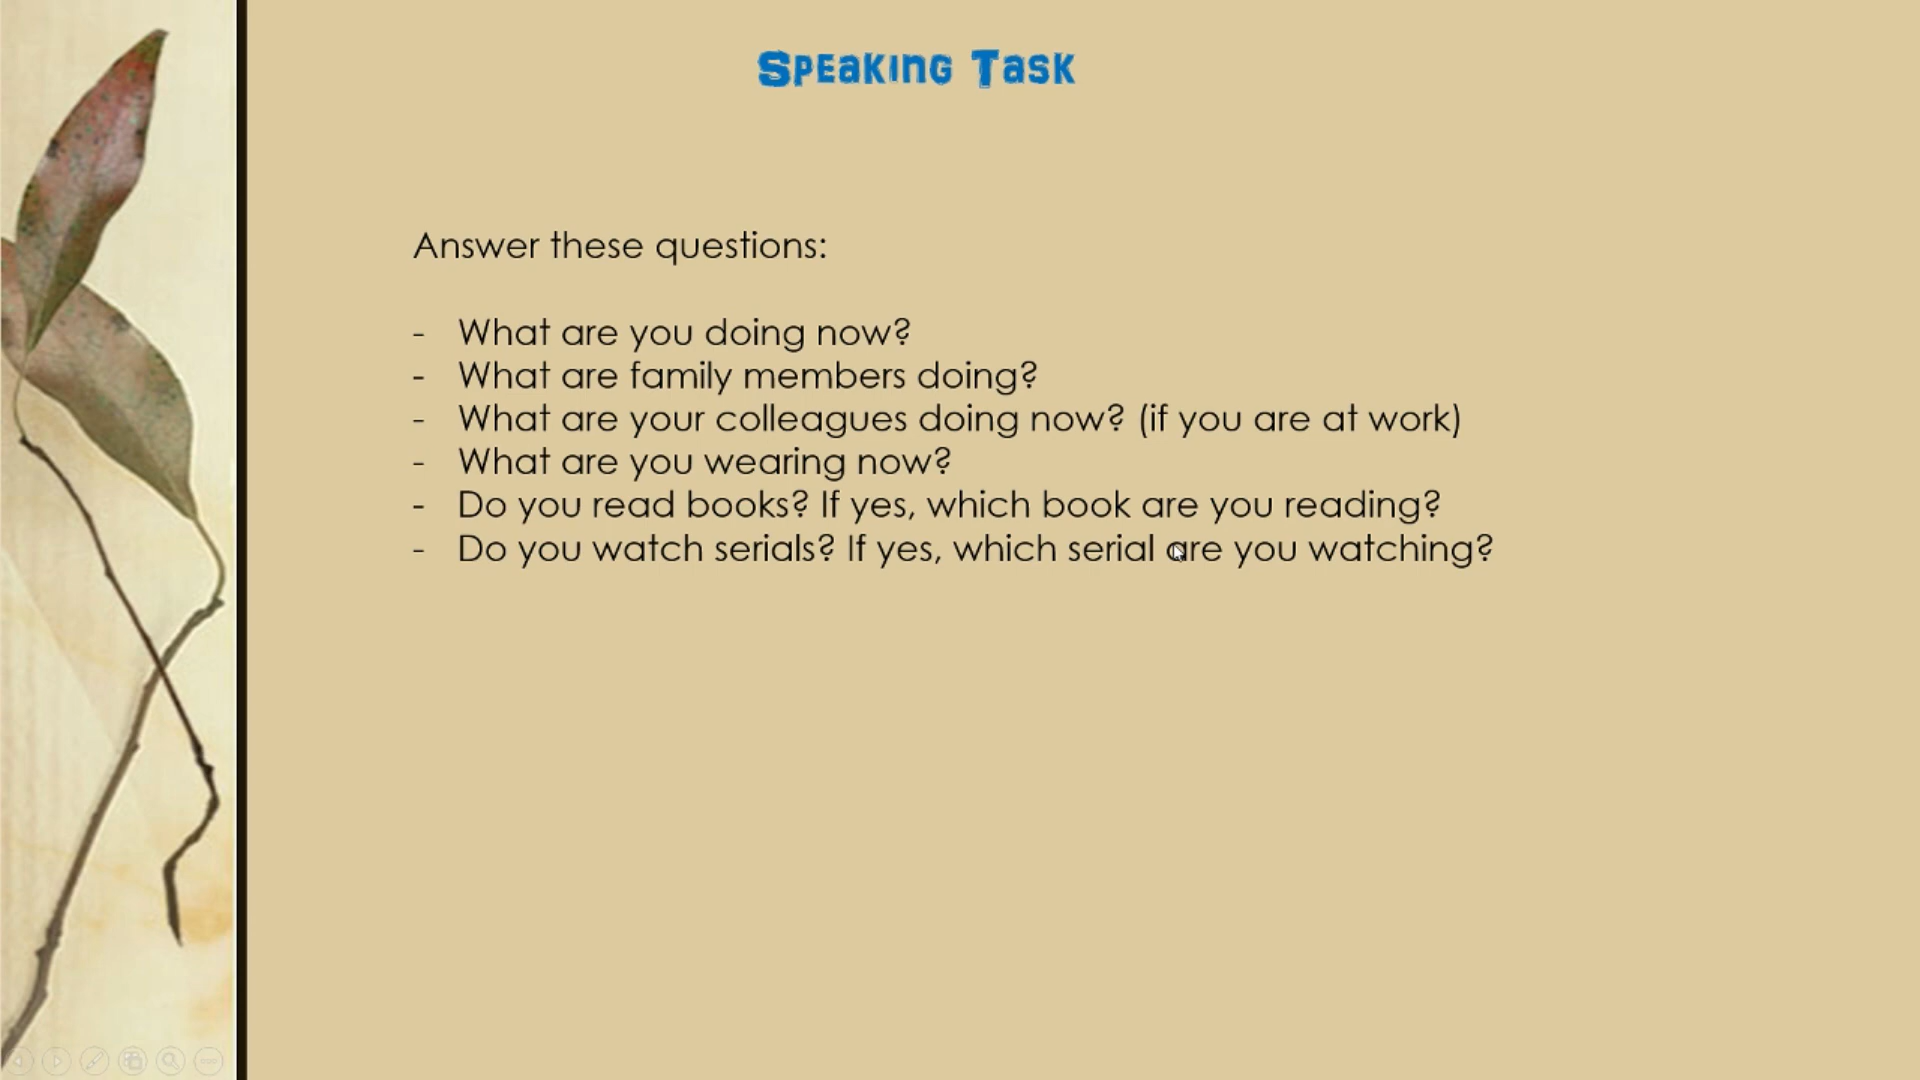 Speaking Task
Answer these questions:
- What are you doing now?
- What are family members doing?
- What are your colleagues doing now? (if you are at work)
- What are you wearing now?
- Do you read books? If yes, which book are you reading?
- Do you watch serials? If yes, which serial are you watching?